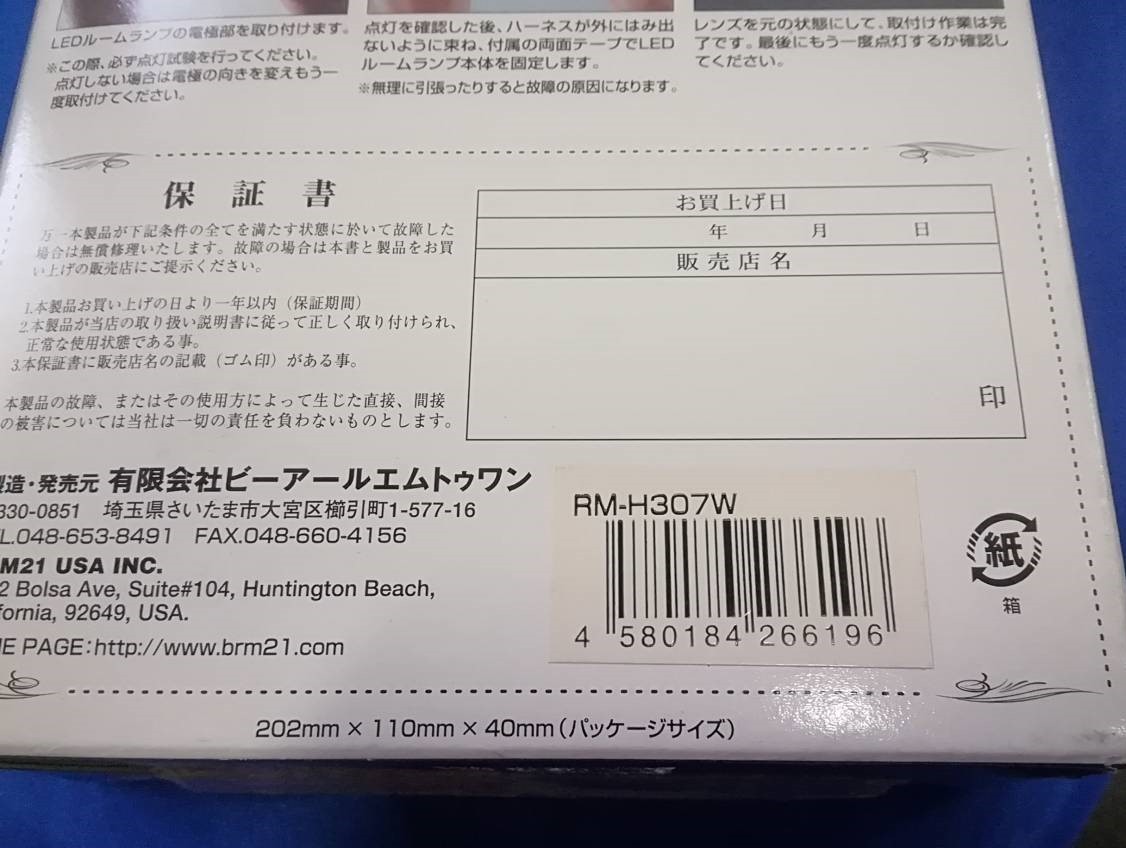 LEDルームランプの電極部を取り付けます。
※この際、必ず点灯試験を行ってください。
点灯しない場合は電極の向きを変えもう一
度取付けてください。
点灯を確認した後、ハーネスが外にはみ出
ないように束ね、付属の両面テープでLED
ルームランプ本体を固定します。
※無理に引張ったりすると故障の原因になります。
レンズを元の状態にして、取付け作業は完
了です。最後にもう一度点灯するか確認し
てください。
保証書
万一本製品が下記条件の全てを満たす状態に於いて故障した
場合は無償修理いたします。故障の場合は本書と製品をお買
い上げの販売店にご提示ください。
1.本製品お買い上げの日より一年以内（保証期間）
2.本製品が当店の取り扱い説明書に従って正しく取り付けられ、
正常な使用状態である事。
3.本保証書に販売店名の記載（ゴム印）がある事。
本製品の故障、またはその使用方によって生じた直接、間接
の被害については当社は一切の責任を負わないものとします。
お買上げ日
年 月 日
販売店名
印
製造・発売元 有限会社ビーアールエムトゥワン
330-0851 埼玉県さいたま市大宮区櫛引町1-577-16
L.048-653-8491 FAX.048-660-4156
M21 USA INC.
2 Bolsa Ave, Suite#104, Huntington Beach,
fornia, 92649, USA.
E PAGE:http://www.brm21.com
RM-H307W
4 580184 266196
紙
箱
202mm × 110mm × 40mm（パッケージサイズ）